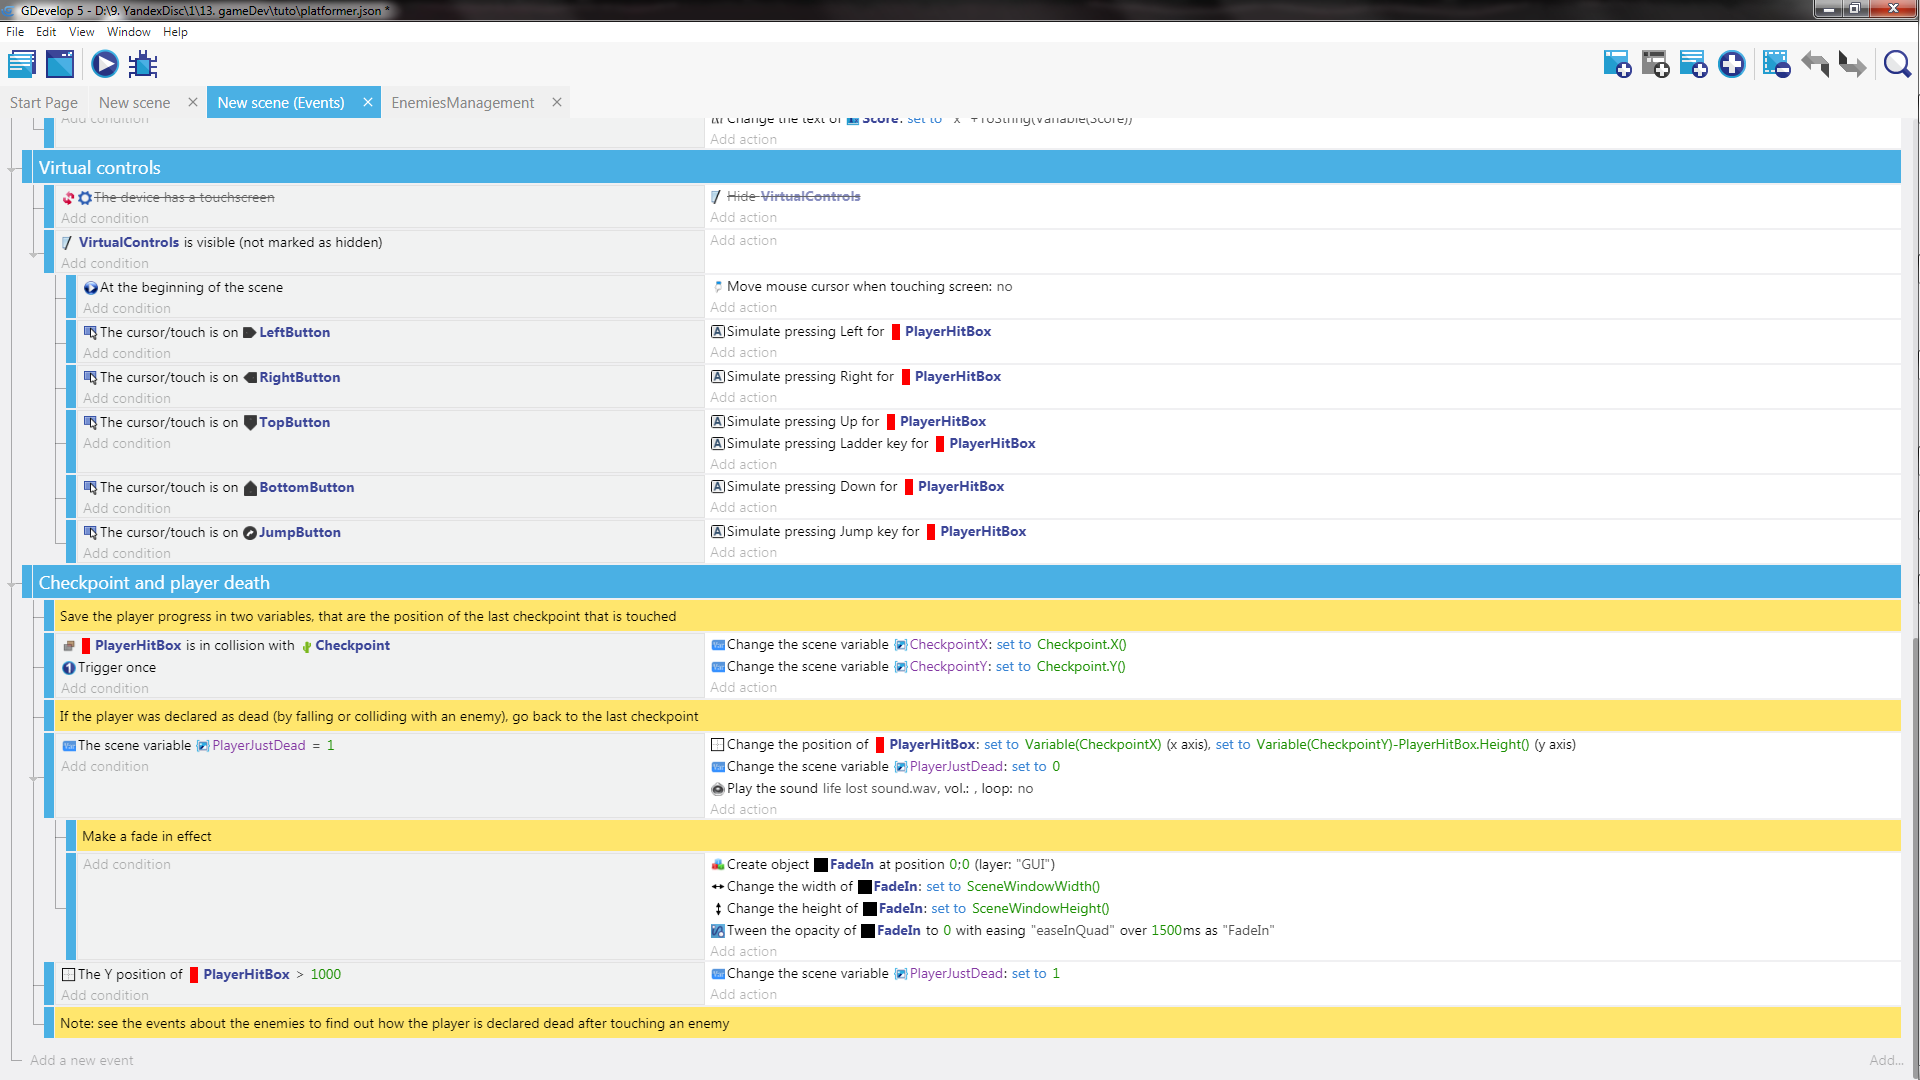 GDevelop 5 - D:\9. YandexDisc\1\13. gameDev\tuto\platformer.json *
File Edit View Window Help
Start Page New scene New scene (Events) EnemiesManagement
Add condition Change the text of Score: set to "x" +ToString(Variable(Score))
Add action
Virtual controls
The device has a touchscreen Hide VirtualControls
Add condition Add action
VirtualControls is visible (not marked as hidden) Add action
Add condition
At the beginning of the scene Move mouse cursor when touching screen: no
Add condition Add action
The cursor/touch is on LeftButton Simulate pressing Left for PlayerHitBox
Add condition Add action
The cursor/touch is on RightButton Simulate pressing Right for PlayerHitBox
Add condition Add action
The cursor/touch is on TopButton Simulate pressing Up for PlayerHitBox
Add condition Simulate pressing Ladder key for PlayerHitBox
Add action
The cursor/touch is on BottomButton Simulate pressing Down for PlayerHitBox
Add condition Add action
The cursor/touch is on JumpButton Simulate pressing Jump key for PlayerHitBox
Add condition Add action
Checkpoint and player death
Save the player progress in two variables, that are the position of the last checkpoint that is touched
PlayerHitBox is in collision with Checkpoint Change the scene variable CheckpointX: set to Checkpoint.X()
Trigger once Change the scene variable CheckpointY: set to Checkpoint.Y()
Add condition Add action
If the player was declared as dead (by falling or colliding with an enemy), go back to the last checkpoint
The scene variable PlayerJustDead = 1 Change the position of PlayerHitBox: set to Variable(CheckpointX) (x axis), set to Variable(CheckpointY)-PlayerHitBox.Height() (y axis)
Add condition Change the scene variable PlayerJustDead: set to 0
Play the sound life lost sound.wav, vol.: , loop: no
Add action
Make a fade in effect
Add condition Create object FadeIn at position 0;0 (layer: "GUI")
Change the width of FadeIn: set to SceneWindowWidth()
Change the height of FadeIn: set to SceneWindowHeight()
Tween the opacity of FadeIn to 0 with easing "easeInQuad" over 1500ms as "FadeIn"
Add action
The Y position of PlayerHitBox > 1000 Change the scene variable PlayerJustDead: set to 1
Add condition Add action
Note: see the events about the enemies to find out how the player is declared dead after touching an enemy
Add a new event Add...